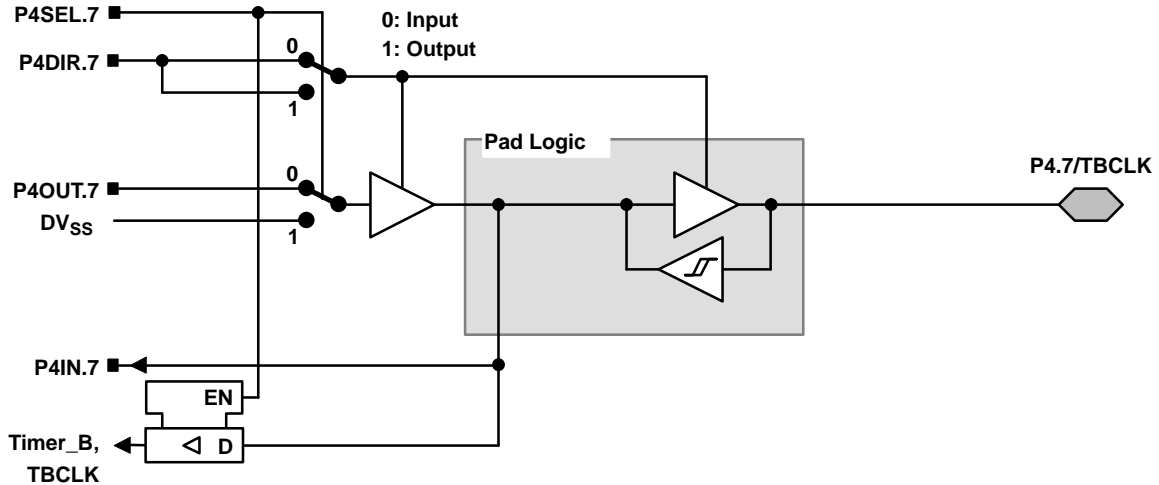 P4SEL.7
0: Input
1: Output
P4DIR.7
0
1
Pad Logic
P4OUT.7
0
DVSS
1
P4.7/TBCLK
P4IN.7
EN
D
Timer_B,
TBCLK